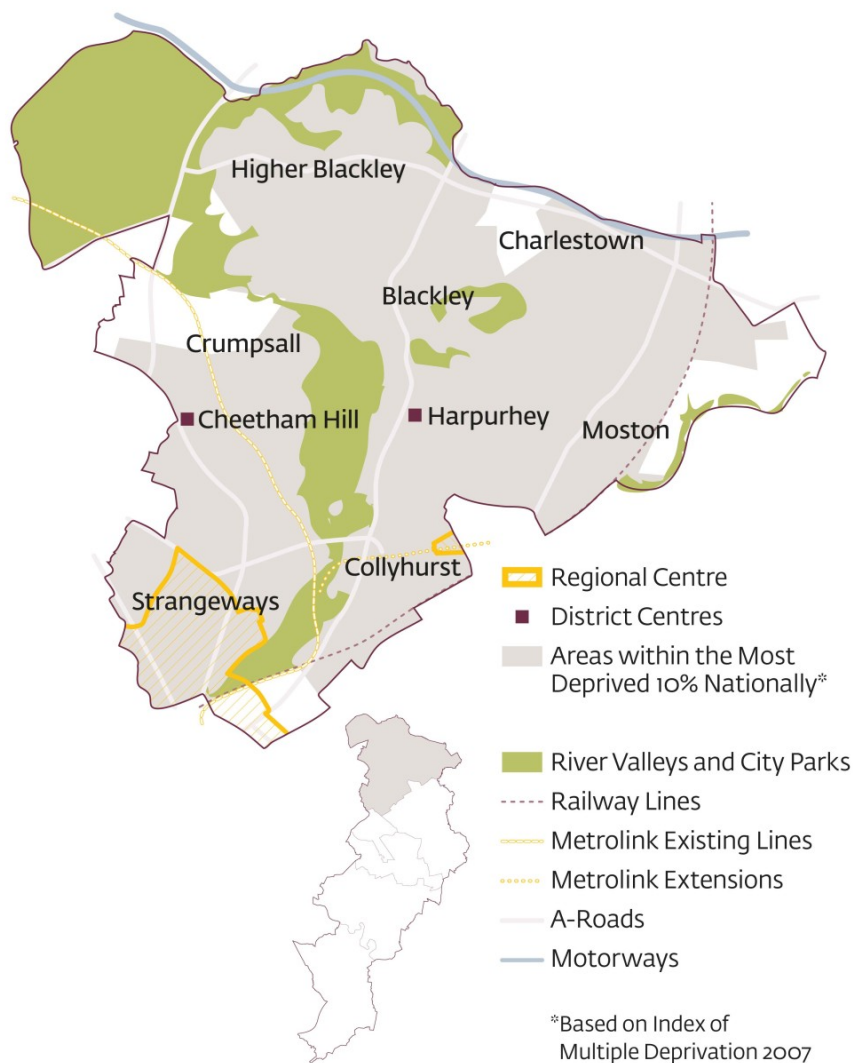 Higher Blackley
Charlestown
Blackley
Crumpsall
Cheetham Hill
Harpurhey
Moston
Collyhurst
Strangeways
Regional Centre
District Centres
Areas within the Most
Deprived 10% Nationally*
River Valleys and City Parks
Railway Lines
Metrolink Existing Lines
Metrolink Extensions
A-Roads
Motorways
*Based on Index of
Multiple Deprivation 2007